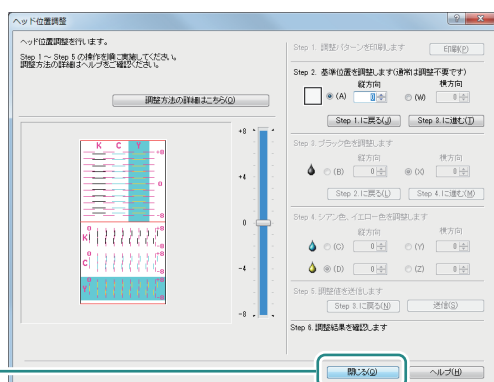 ヘッド位置調整
ヘッド位置調整を行います。
Step 1 ～ Step 5 の操作を順に実施してください。
調整方法の詳細はヘルプをご確認ください。
調整方法の詳細はこちら(O)
K C Y
+8
0
-8
K
C
Y
+8
+4
0
-4
-8
Step 1. 調整パターンを印刷します
印刷(P)
Step 2. 基準位置を調整します(通常は調整不要です)
縦方向 横方向
(A) 0 (W) 0
Step 1.に戻る(J) Step 3.に進む(T)
Step 3. ブラック色を調整します
縦方向 横方向
(B) 0 (X) 0
Step 2.に戻る(L) Step 4.に進む(M)
Step 4. シアン色、イエロー色を調整します
縦方向 横方向
(C) 0 (Y) 0
(D) 0 (Z) 0
Step 5. 調整値を送信します
Step 3.に戻る(N) 送信(S)
Step 6. 調整結果を確認します
閉じる(Q) ヘルプ(H)